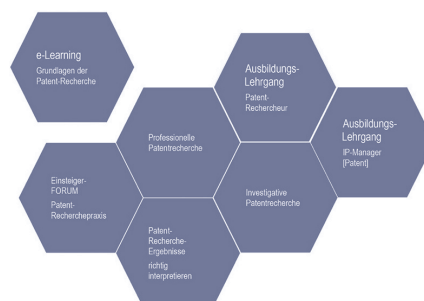 e-Learning
Grundlagen der
Patent-Recherche
Ausbildungs-
Lehrgang
Patent-
Rechercheur
Ausbildungs-
Lehrgang
IP-Manager
[Patent]
Professionelle
Patentrecherche
Einsteiger-
FORUM
Patent-
Recherchepraxis
Investigative
Patentrecherche
Patent-
Recherche-
Ergebnisse
richtig
interpretieren